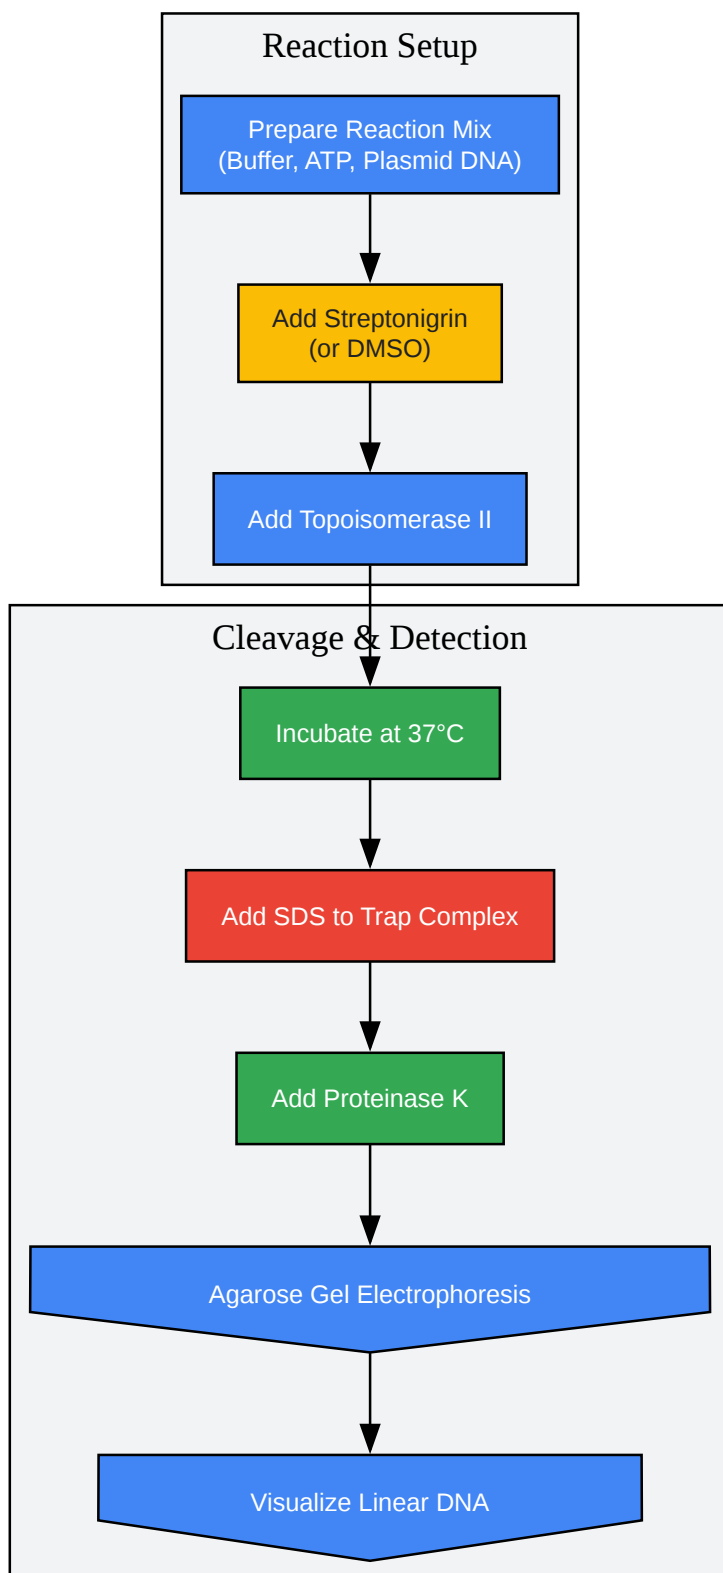 Reaction Setup
Prepare Reaction Mix
(Buffer, ATP, Plasmid DNA)
Add Streptonigrin
(or DMSO)
Add Topoisomerase II
Cleavage & Detection
Incubate at 37°C
Add SDS to Trap Complex
Add Proteinase K
Agarose Gel Electrophoresis
Visualize Linear DNA